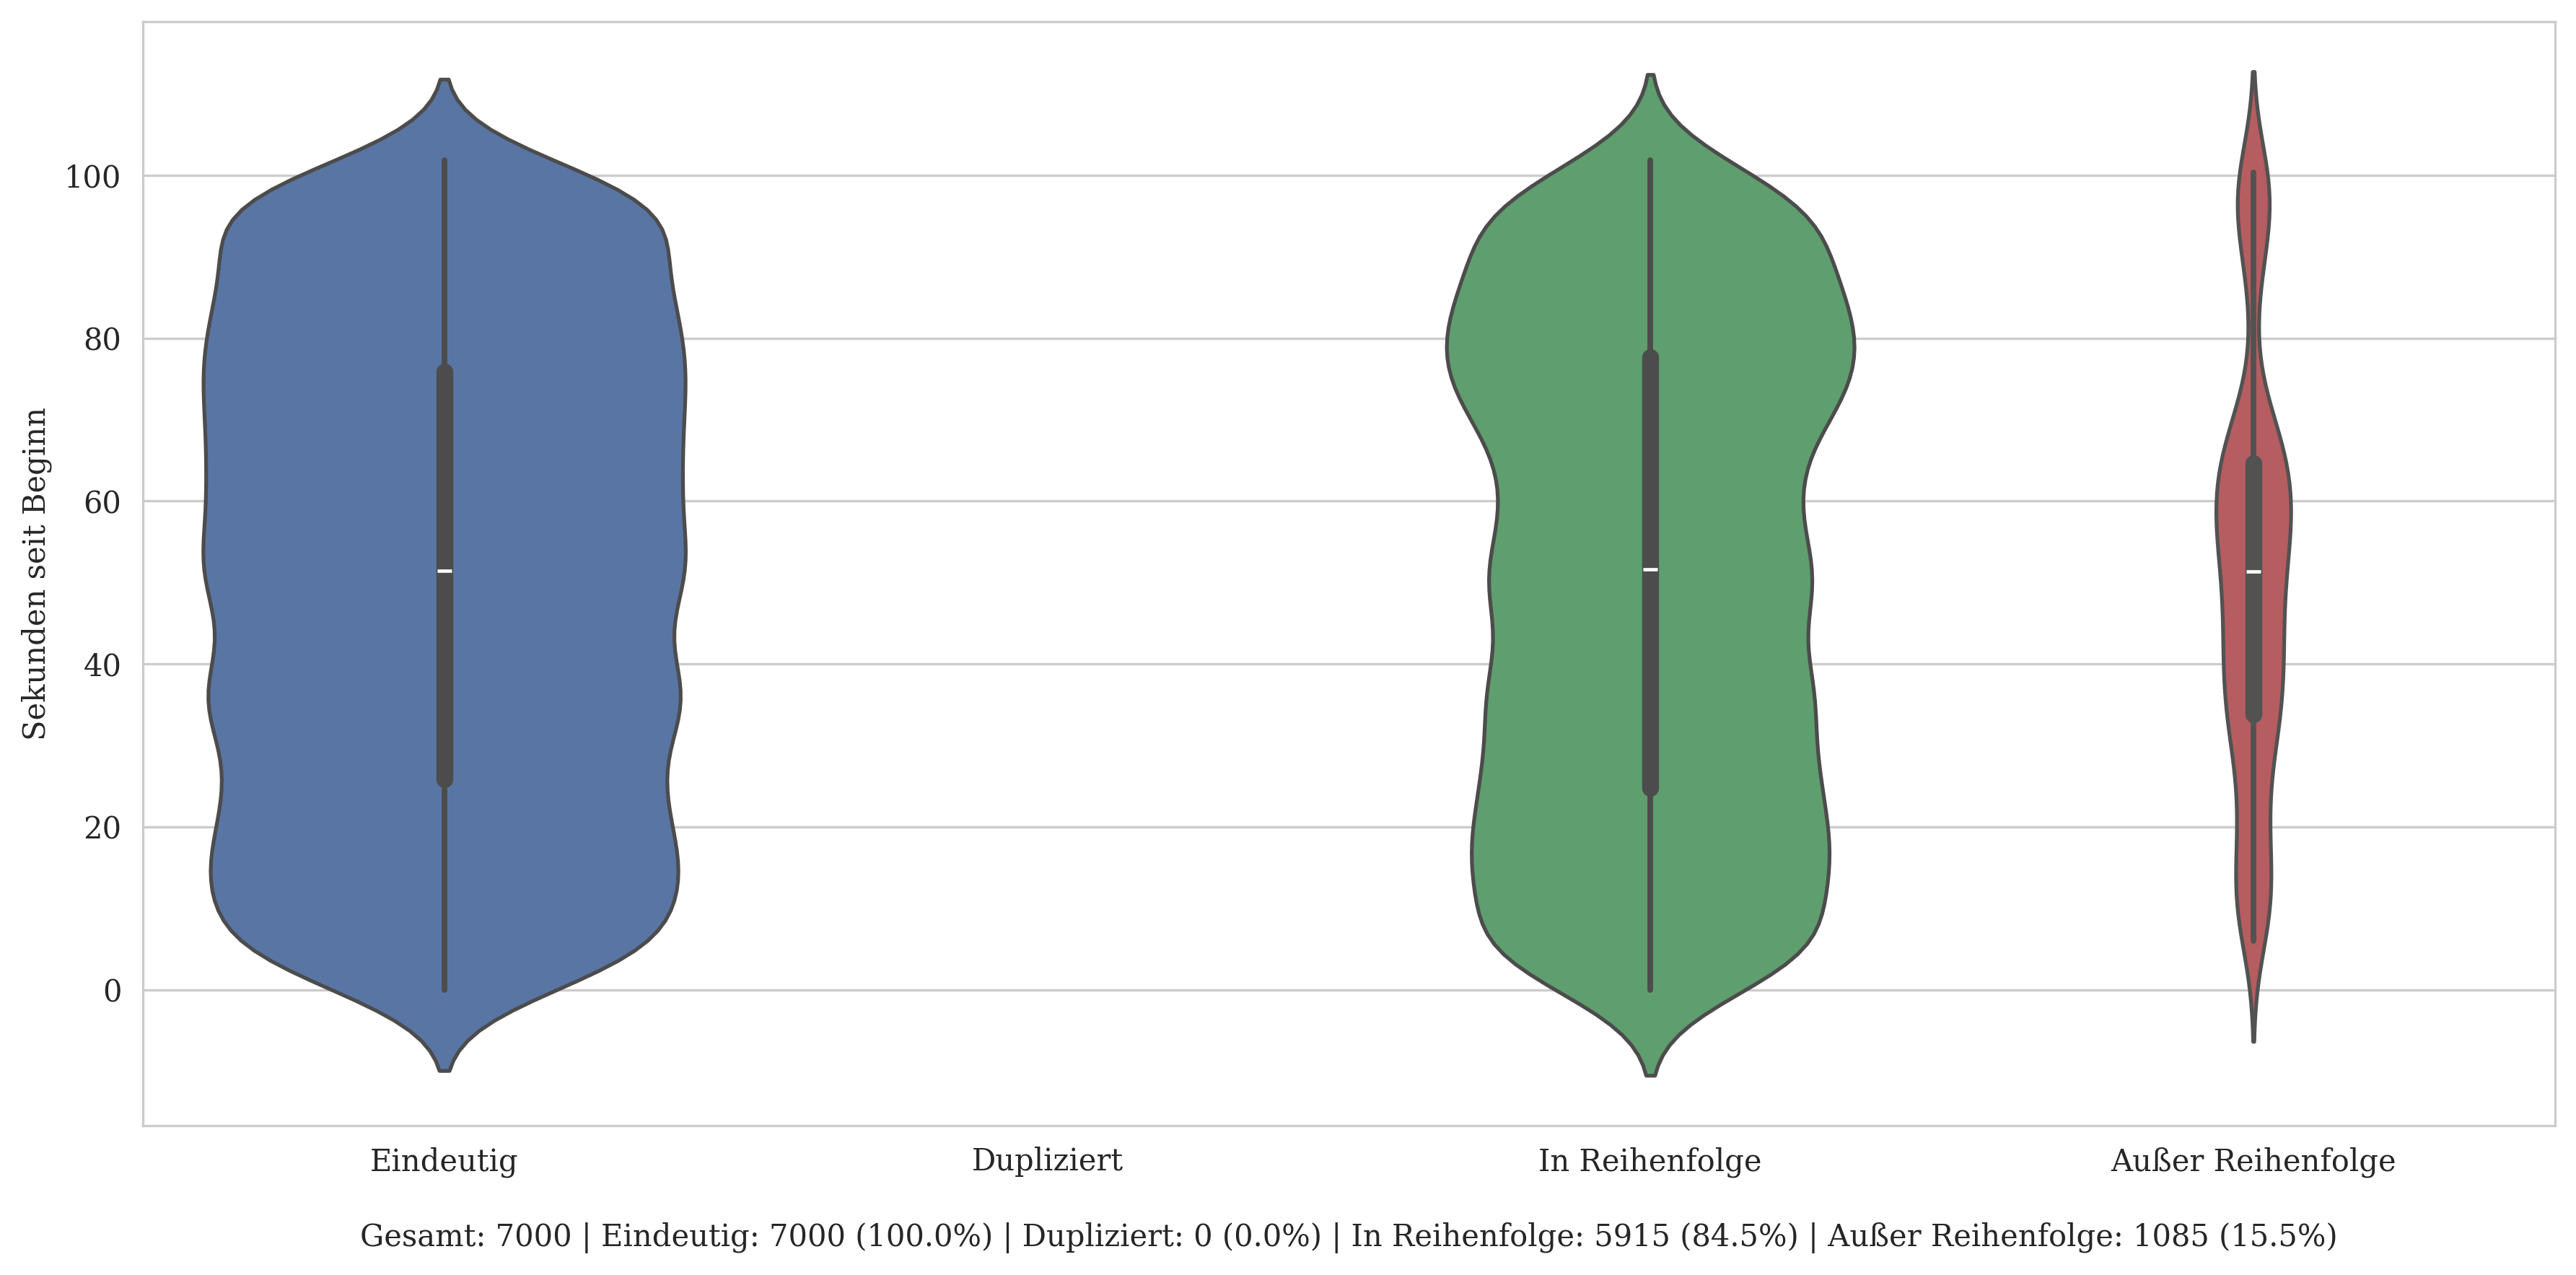 Sekunden seit Beginn
100
80
60
40
20
0
Eindeutig
Dupliziert
In Reihenfolge
Außer Reihenfolge
Gesamt: 7000 | Eindeutig: 7000 (100.0%) | Dupliziert: 0 (0.0%) | In Reihenfolge: 5915 (84.5%) | Außer Reihenfolge: 1085 (15.5%)